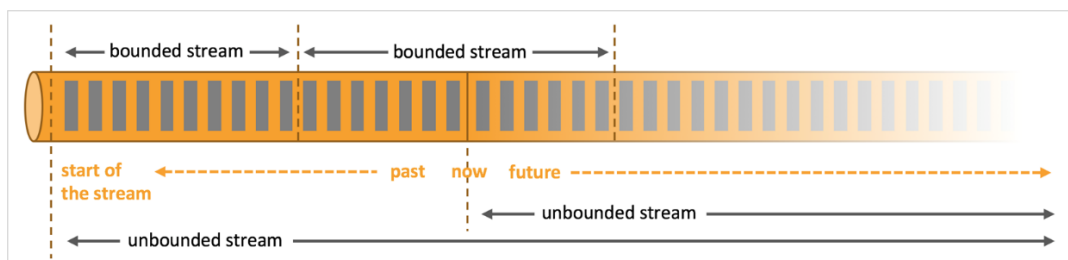 bounded stream
bounded stream
start of
the stream
past now future
unbounded stream
unbounded stream